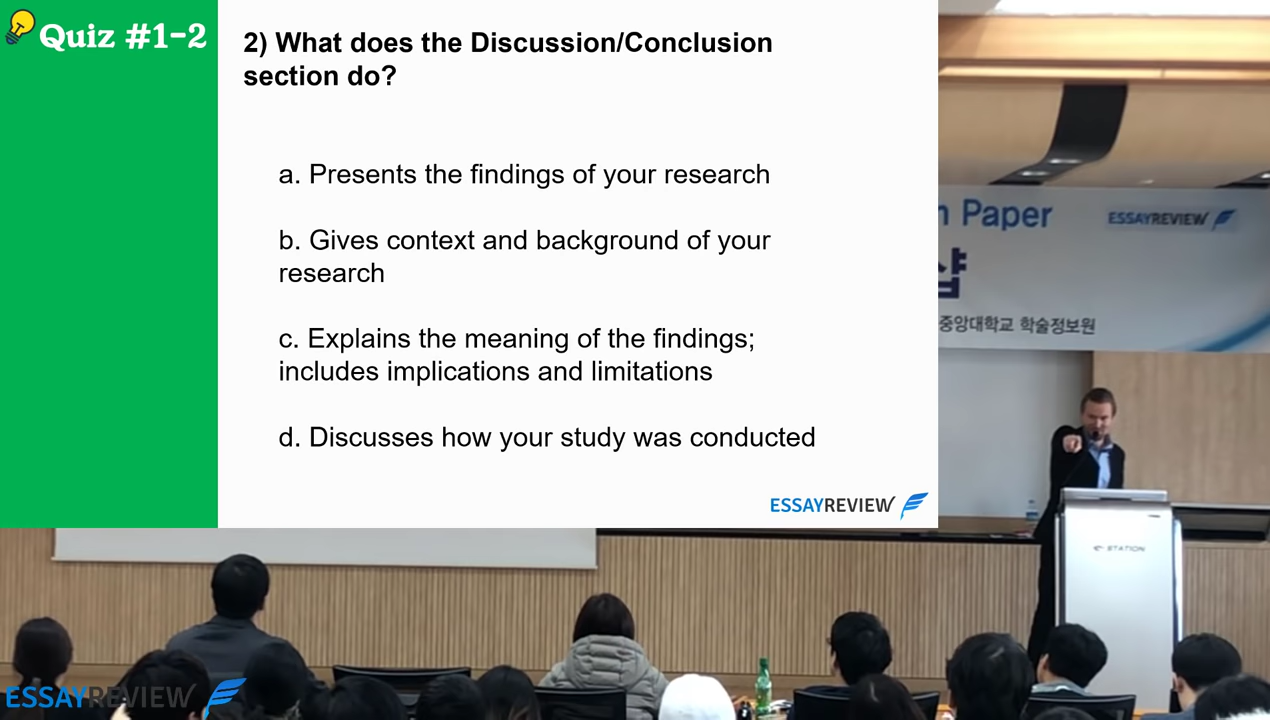 Quiz #1-2
2) What does the Discussion/Conclusion
section do?
a. Presents the findings of your research
b. Gives context and background of your
research
c. Explains the meaning of the findings;
includes implications and limitations
d. Discusses how your study was conducted
ESSAYREVIEW
Paper
ESSAYREVIEW
샵
중앙대학교 학술정보원
STATION
ESSAYREVIEW